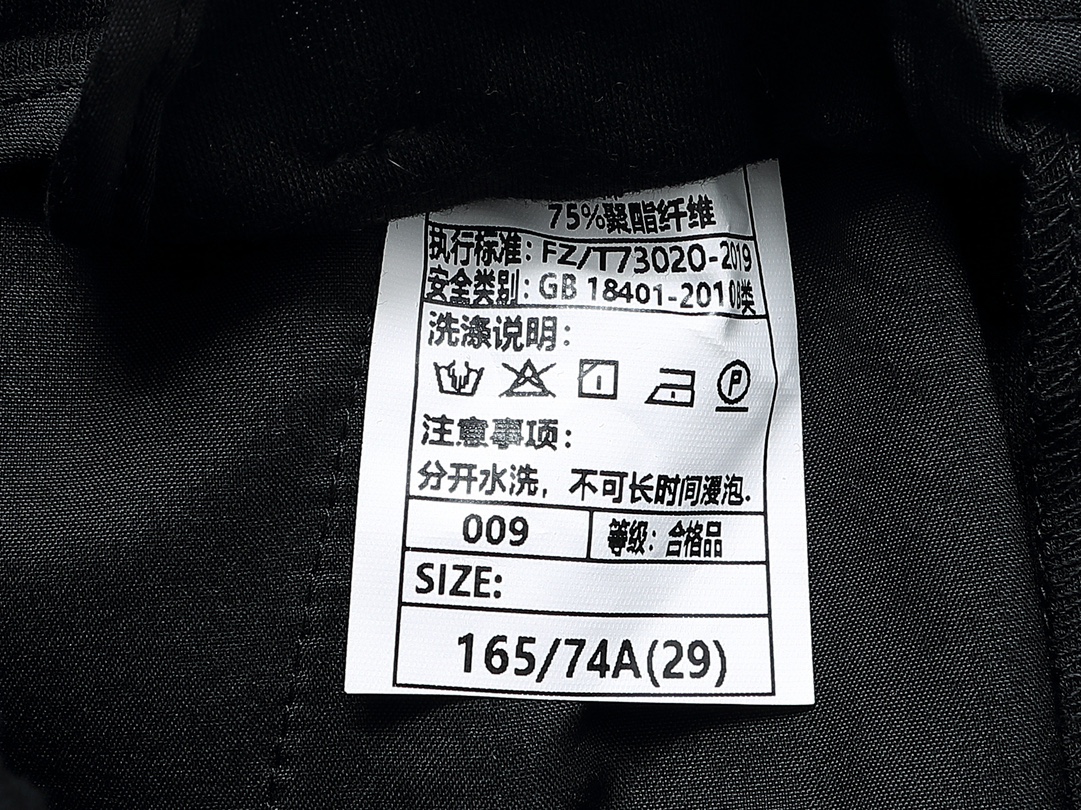 75%聚酯纤维
执行标准：FZ/T73020-2019
安全类别：GB 18401-2010B类
洗涤说明：
P
注意事项：
分开水洗，不可长时间浸泡.
009
等级：合格品
SIZE:
165/74A(29)